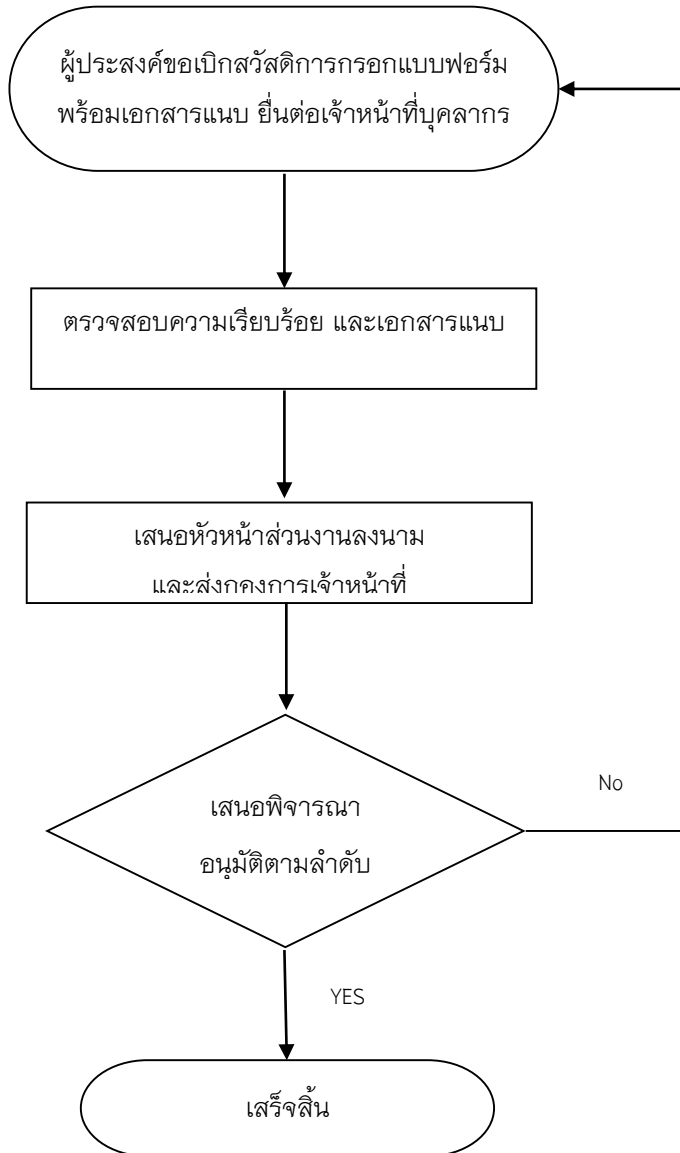 ผู้ประสงค์ขอเบิกสวัสดิการกรอกแบบฟอร์ม
พร้อมเอกสารแนบ ยื่นต่อเจ้าหน้าที่บุคลากร
ตรวจสอบความเรียบร้อย และเอกสารแนบ
เสนอหัวหน้าส่วนงานลงนาม
และส่งกองการเจ้าหน้าที่
เสนอพิจารณา
No
อนุมัติตามลำดับ
YES
เสร็จสิ้น